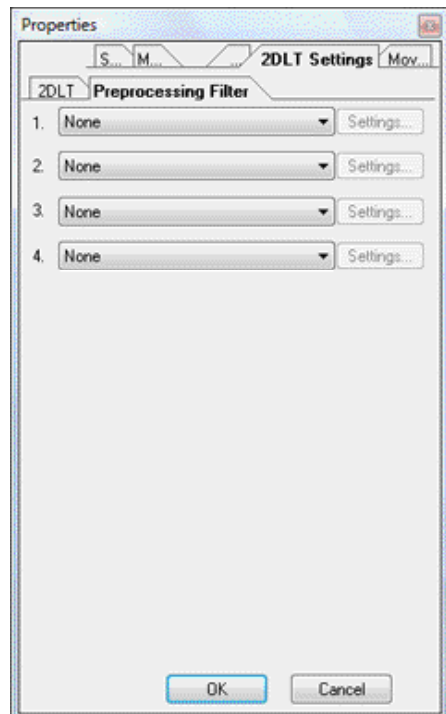 Properties
S... M... ... 2DLT Settings Mov...
2DLT Preprocessing Filter
1. None Settings...
2. None Settings...
3. None Settings...
4. None Settings...
OK Cancel